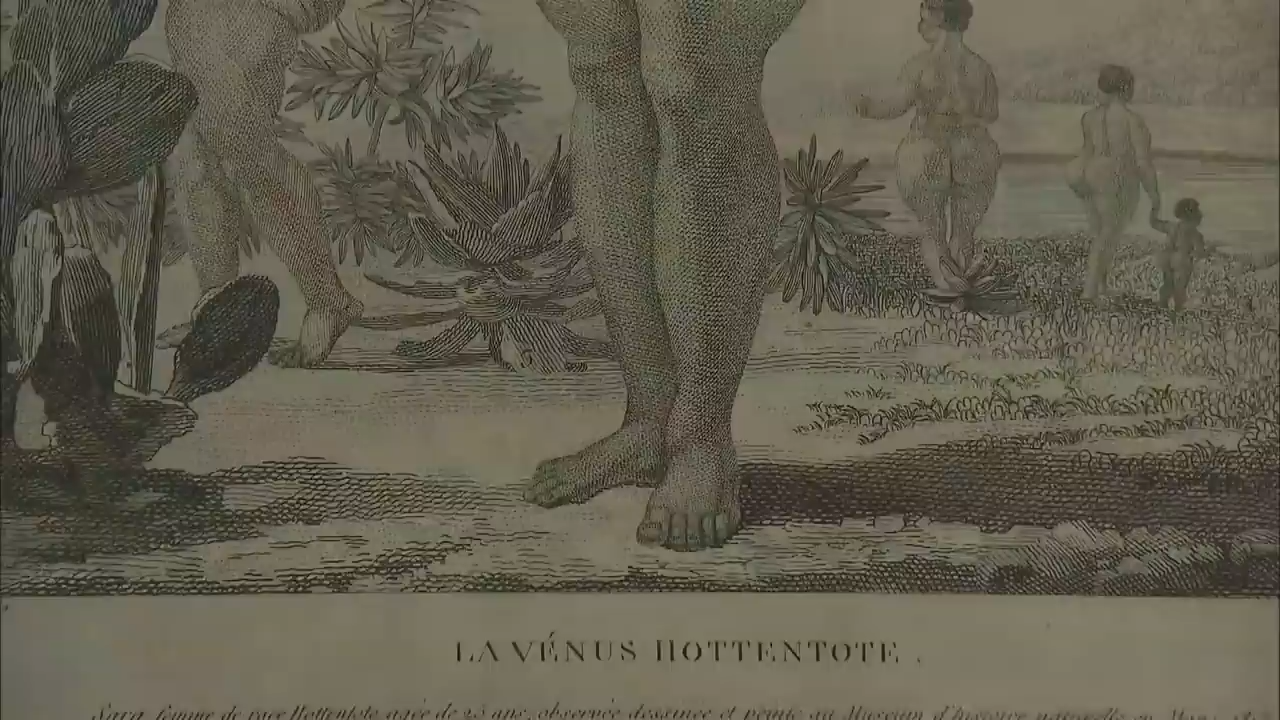 LA VÉNUS HOTTENTOTE.
Sara, femme de race Hottentote agée de 25 ans, observée dessinée et peinte au Museum d'histoire naturelle